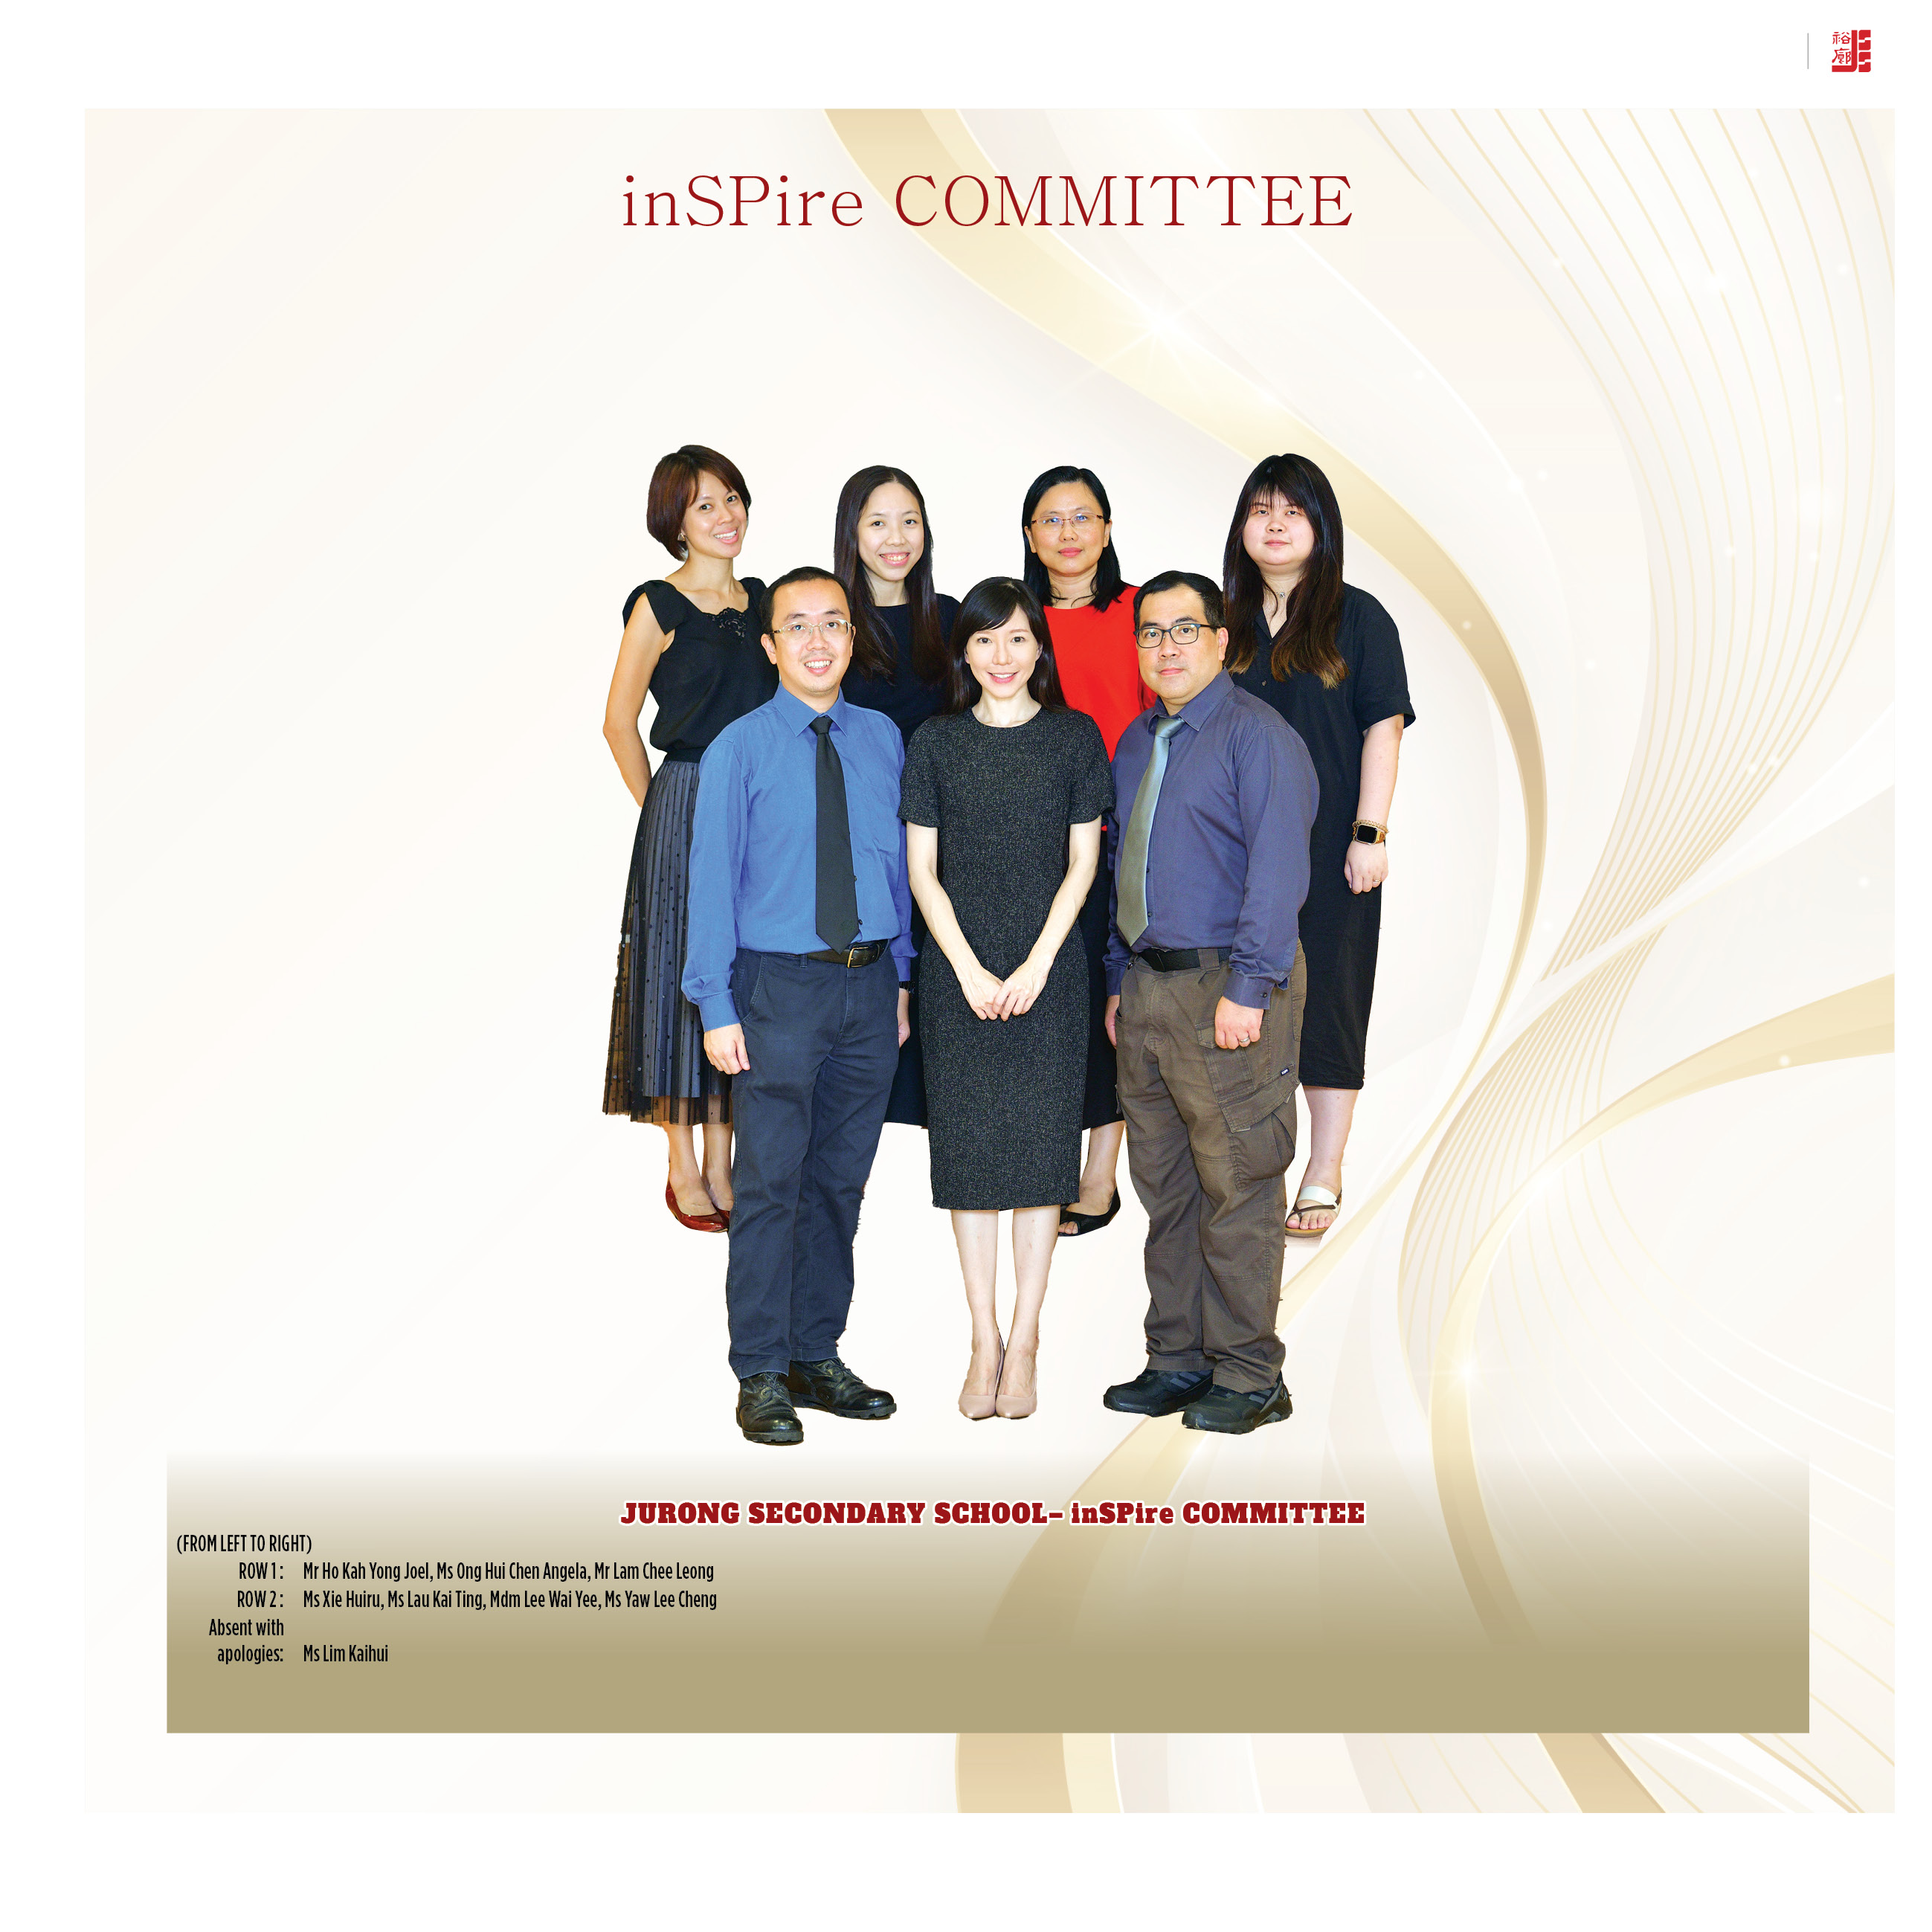 裕廊
inSPire COMMITTEE
JURONG SECONDARY SCHOOL– inSPire COMMITTEE
(FROM LEFT TO RIGHT)
ROW 1 : Mr Ho Kah Yong Joel, Ms Ong Hui Chen Angela, Mr Lam Chee Leong
ROW 2 : Ms Xie Huiru, Ms Lau Kai Ting, Mdm Lee Wai Yee, Ms Yaw Lee Cheng
Absent with
apologies: Ms Lim Kaihui